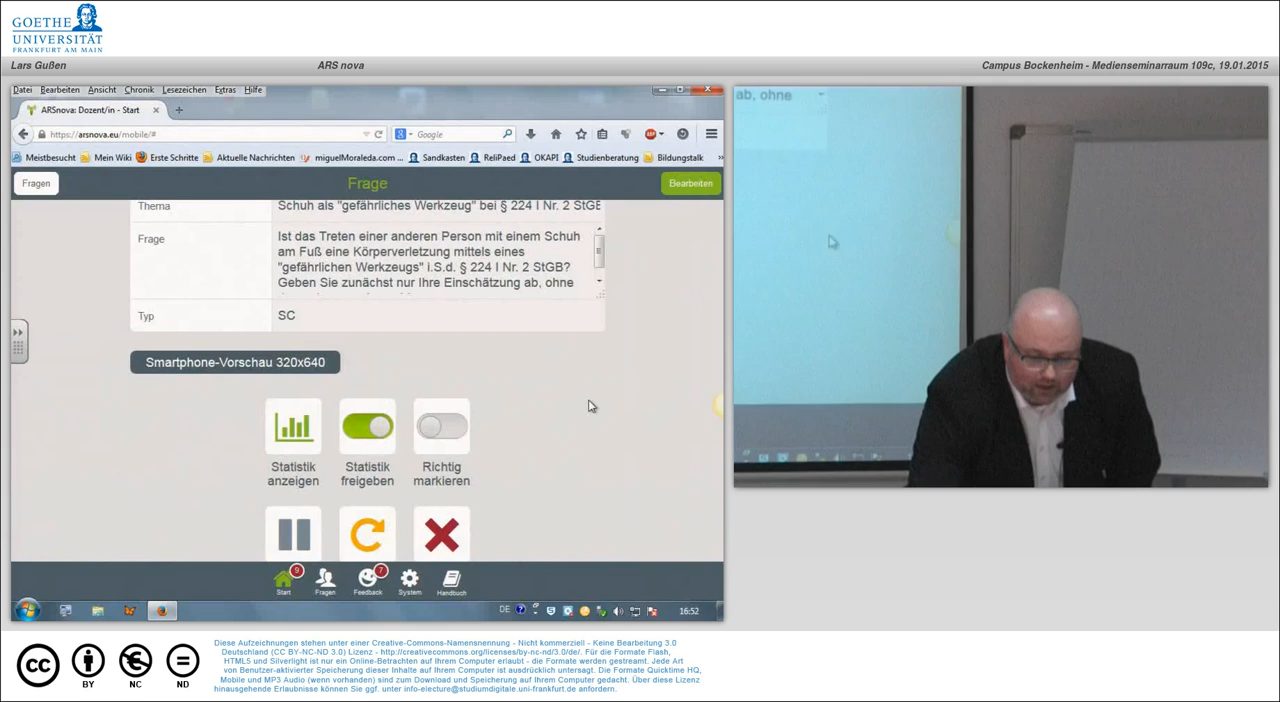 GOETHE
UNIVERSITÄT
FRANKFURT AM MAIN
Lars Gußen
ARS nova
Campus Bockenheim - Medienseminarraum 109c, 19.01.2015
Datei Bearbeiten Ansicht Chronik Lesezeichen Extras Hilfe
ARSnova: Dozent/in - Start
https://arsnova.eu/mobile/#
Google
Meistbesucht Mein Wiki Erste Schritte Aktuelle Nachrichten miguelMoraleda.com ... Sandkasten ReliPaed OKAPI Studienberatung Bildungstalk
Fragen
Frage
Bearbeiten
Thema
Schuh als "gefährliches Werkzeug" bei § 224 I Nr. 2 StGB
Frage
Ist das Treten einer anderen Person mit einem Schuh
am Fuß eine Körperverletzung mittels eines
"gefährlichen Werkzeugs" i.S.d. § 224 I Nr. 2 StGB?
Geben Sie zunächst nur Ihre Einschätzung ab, ohne
Typ
SC
Smartphone-Vorschau 320x640
Statistik
anzeigen
Statistik
freigeben
Richtig
markieren
9
7
Start
Fragen
Feedback
System
Handbuch
DE
16:52
ab, ohne
cc
BY
NC
ND
Diese Aufzeichnungen stehen unter einer Creative-Commons-Namensnennung - Nicht kommerziell - Keine Bearbeitung 3.0
Deutschland (CC BY-NC-ND 3.0) Lizenz - http://creativecommons.org/licenses/by-nc-nd/3.0/de/. Für die Formate Flash,
HTML5 und Silverlight ist nur ein Online-Betrachten auf Ihrem Computer erlaubt - die Formate werden gestreamt. Jede Art
von Benutzer-aktivierter Speicherung dieser Inhalte auf Ihrem Computer ist ausdrücklich untersagt. Die Formate Quicktime HQ,
Mobile und MP3 Audio (wenn vorhanden) sind zum Download und Speicherung auf Ihrem Computer gedacht. Über diese Lizenz
hinausgehende Erlaubnisse können Sie ggf. unter info-electure@studiumdigitale.uni-frankfurt.de anfordern.